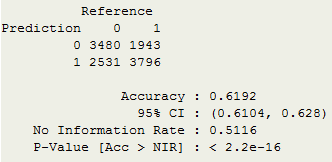 Reference
Prediction 0 1
0 3480 1943
1 2531 3796
Accuracy : 0.6192
95% CI : (0.6104, 0.628)
No Information Rate : 0.5116
P-Value [Acc > NIR] : < 2.2e-16